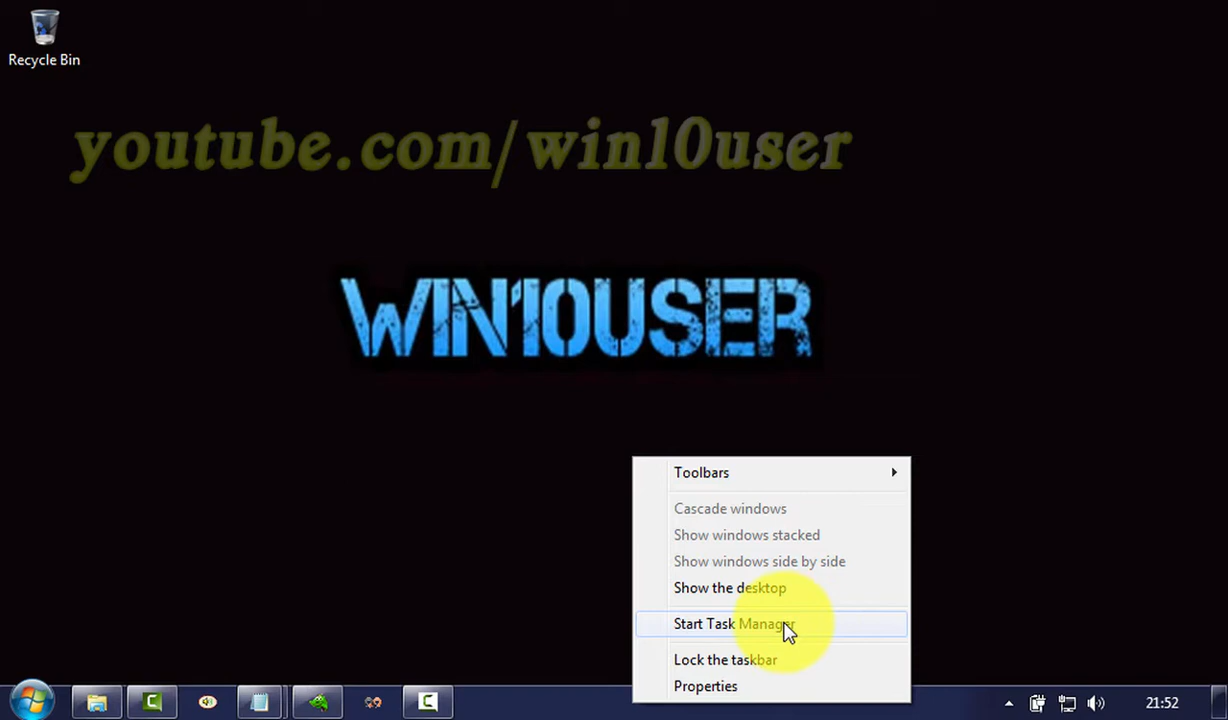 Recycle Bin
youtube.com/win10user
WIN10USER
Toolbars
Cascade windows
Show windows stacked
Show windows side by side
Show the desktop
Start Task Manager
Lock the taskbar
Properties
21:52